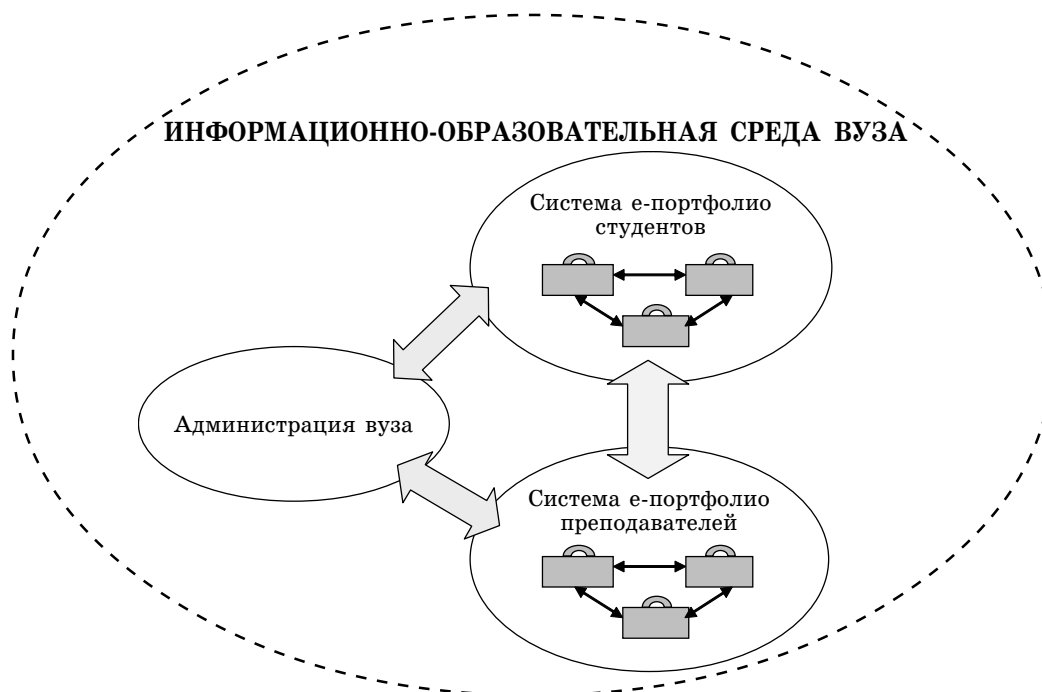 ИНФОРМАЦИОННО-ОБРАЗОВАТЕЛЬНАЯ СРЕДА ВУЗА
Система е-портфолио
студентов
Администрация вуза
Система е-портфолио
преподавателей